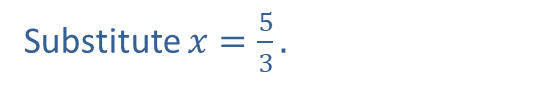 Substitute x = 5/3.